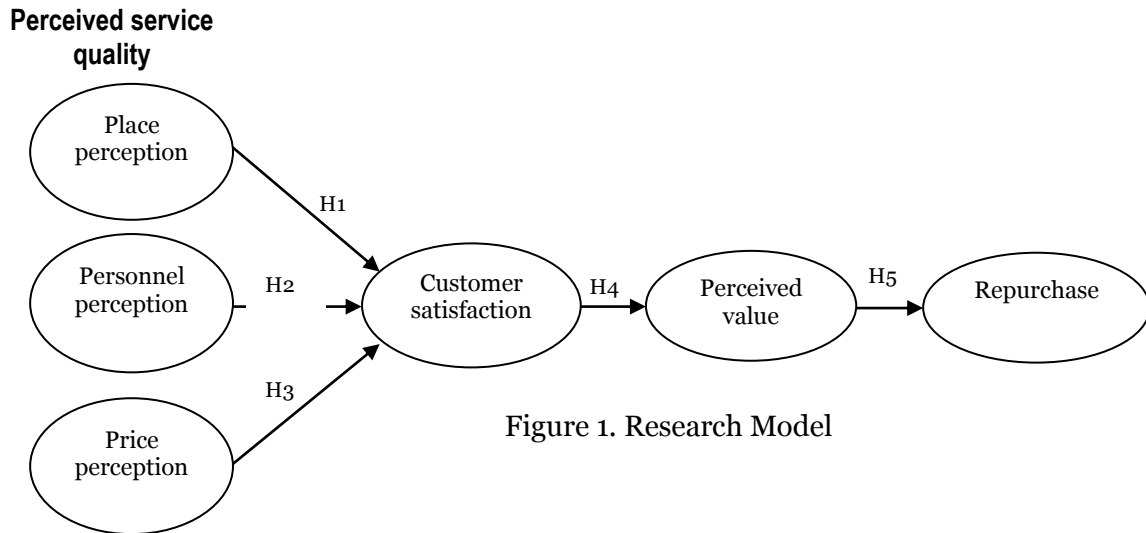 Perceived service
quality
Place
perception
H1
Personnel
perception
H2
Customer
satisfaction
H4
Perceived
value
H5
Repurchase
H3
Price
perception
Figure 1. Research Model